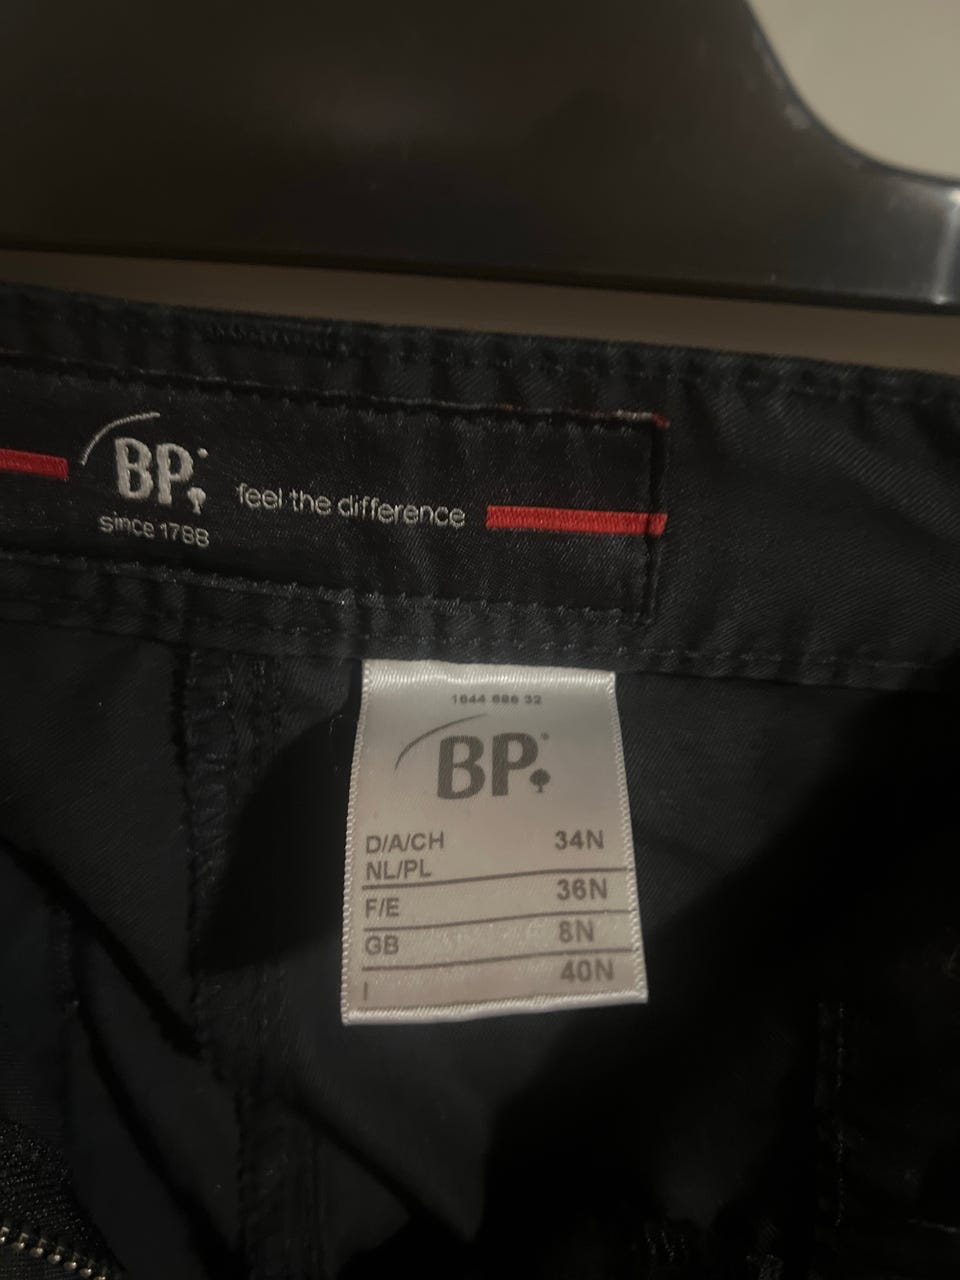 BP.
since 1788
feel the difference
1644 686 32
BP.
D/A/CH 34N
NL/PL
F/E 36N
GB 8N
I 40N